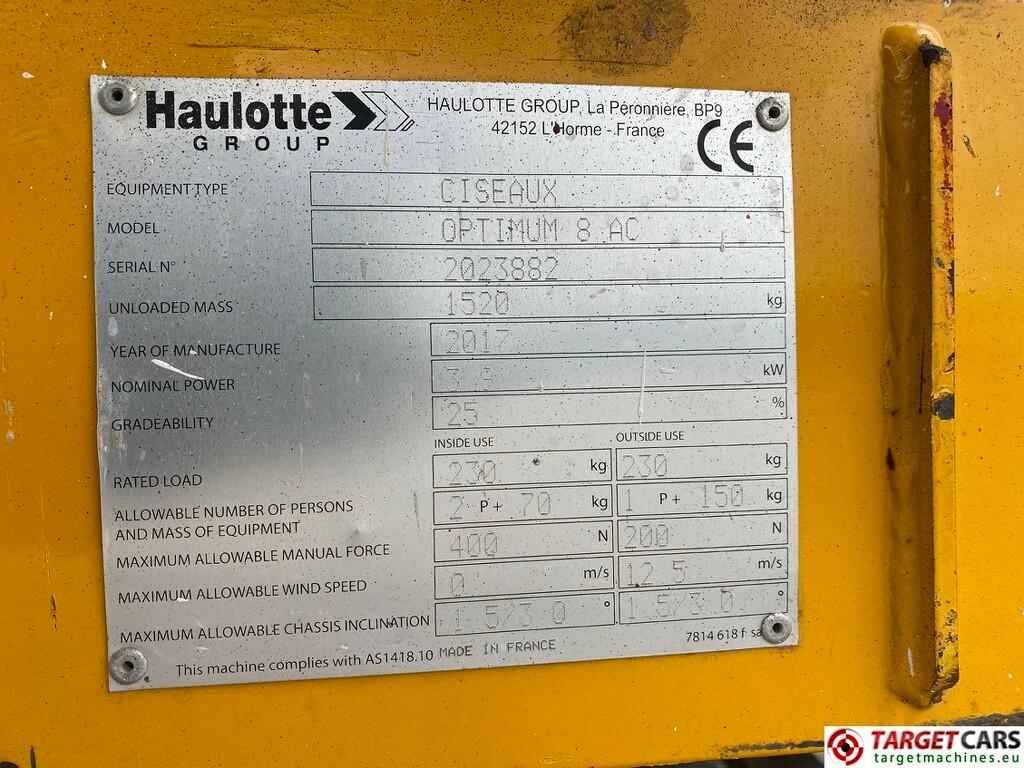 Haulotte
GROUP
HAULOTTE GROUP, La Péronnière, BP9
42152 L'Horme - France
CE
EQUIPMENT TYPE CISEAUX
MODEL OPTIMUM 8 AC
SERIAL N° 2023882
UNLOADED MASS 1520 kg
YEAR OF MANUFACTURE 2017
NOMINAL POWER 3.9 kW
GRADEABILITY 25 %
INSIDE USE OUTSIDE USE
RATED LOAD 230 kg 230 kg
ALLOWABLE NUMBER OF PERSONS
AND MASS OF EQUIPMENT 2 P + 70 kg 1 P + 150 kg
MAXIMUM ALLOWABLE MANUAL FORCE 400 N 200 N
MAXIMUM ALLOWABLE WIND SPEED 0 m/s 12.5 m/s
MAXIMUM ALLOWABLE CHASSIS INCLINATION 1.5/3.0 ° 1.5/3.0 °
7814 618 f
This machine complies with AS1418.10 MADE IN FRANCE
TARGETCARS
targetmachines.eu